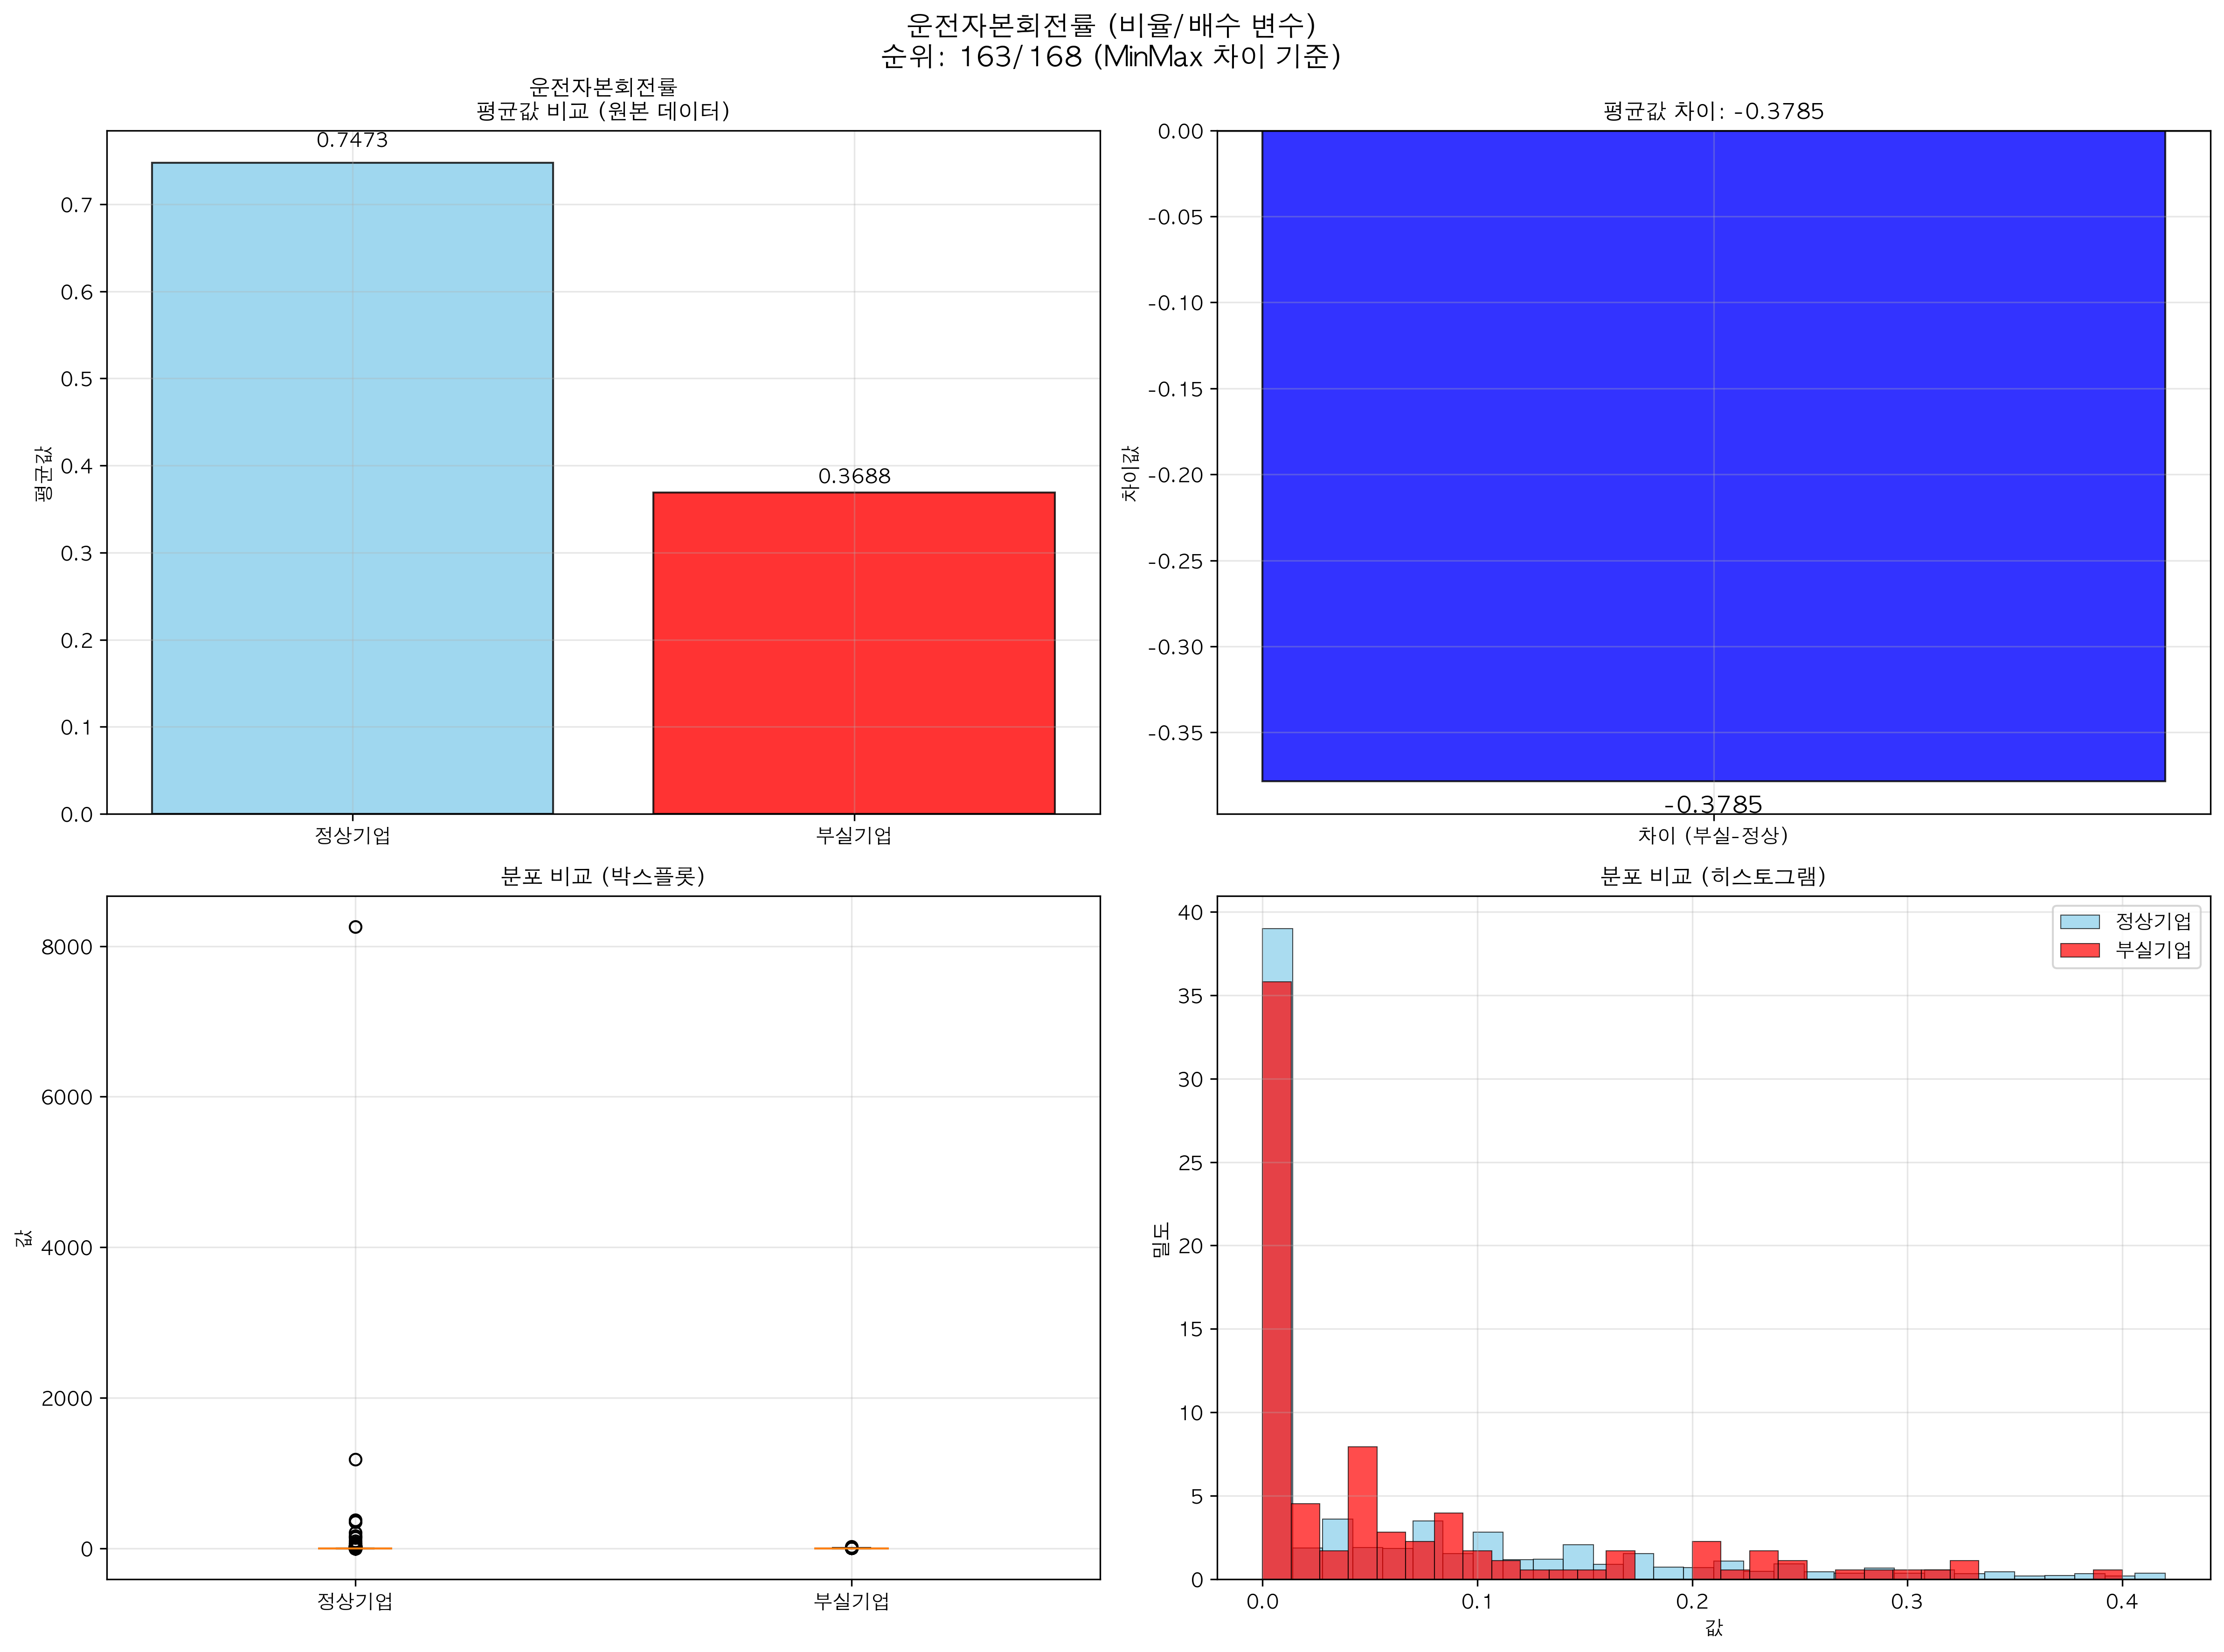 운전자본회전률 (비율/배수 변수)
순위: 163/168 (MinMax 차이 기준)
운전자본회전률
평균값 비교 (원본 데이터)
평균값
0.7
0.6
0.5
0.4
0.3
0.2
0.1
0.0
0.7473
0.3688
정상기업
부실기업
평균값 차이: -0.3785
차이값
0.00
-0.05
-0.10
-0.15
-0.20
-0.25
-0.30
-0.35
-0.3785
차이 (부실-정상)
분포 비교 (박스플롯)
값
8000
6000
4000
2000
0
정상기업
부실기업
분포 비교 (히스토그램)
밀도
40
35
30
25
20
15
10
5
0
정상기업
부실기업
0.0
0.1
0.2
0.3
0.4
값